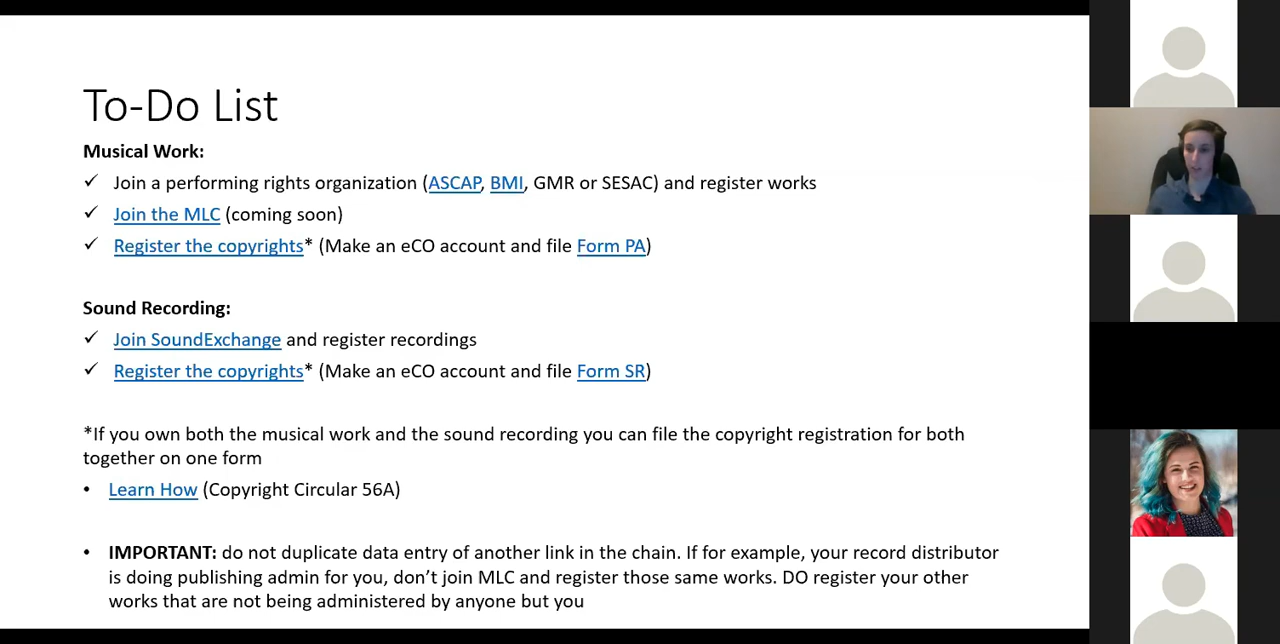 To-Do List
Musical Work:
✓ Join a performing rights organization (ASCAP, BMI, GMR or SESAC) and register works
✓ Join the MLC (coming soon)
✓ Register the copyrights* (Make an eCO account and file Form PA)
Sound Recording:
✓ Join SoundExchange and register recordings
✓ Register the copyrights* (Make an eCO account and file Form SR)
*If you own both the musical work and the sound recording you can file the copyright registration for both
together on one form
• Learn How (Copyright Circular 56A)
• IMPORTANT: do not duplicate data entry of another link in the chain. If for example, your record distributor
is doing publishing admin for you, don’t join MLC and register those same works. DO register your other
works that are not being administered by anyone but you